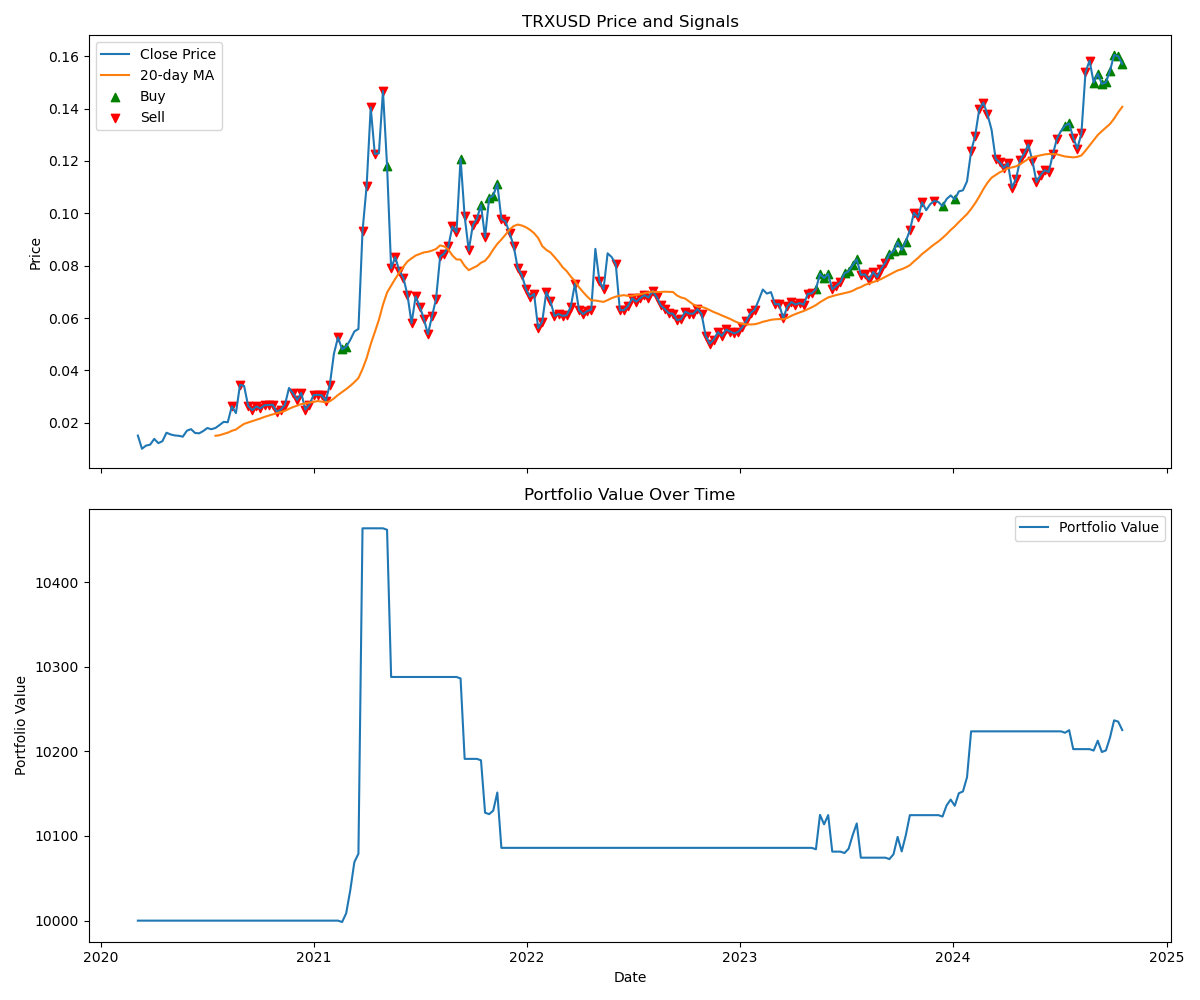 TRXUSD Price and Signals
Close Price
20-day MA
Buy
Sell
Price
0.16
0.14
0.12
0.10
0.08
0.06
0.04
0.02
Portfolio Value Over Time
Portfolio Value
Portfolio Value
10400
10300
10200
10100
10000
2020
2021
2022
2023
2024
2025
Date